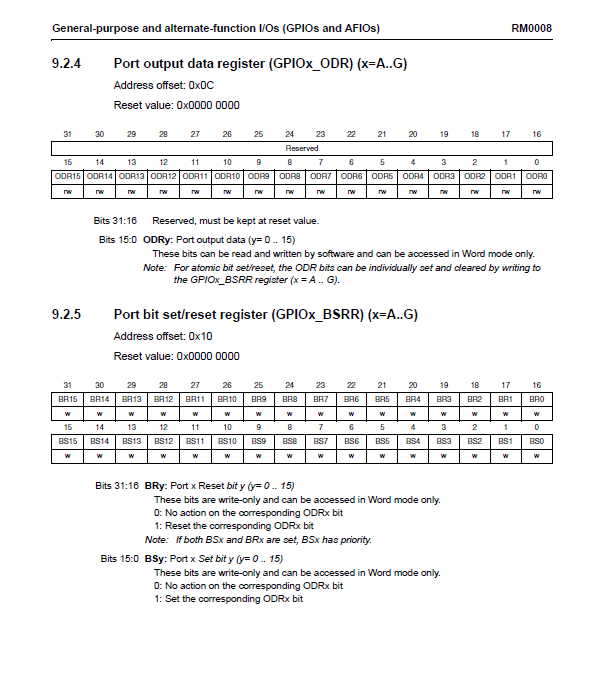 General-purpose and alternate-function I/Os (GPIOs and AFIOs) RM0008
9.2.4 Port output data register (GPIOx_ODR) (x=A..G)
Address offset: 0x0C
Reset value: 0x0000 0000
31 30 29 28 27 26 25 24 23 22 21 20 19 18 17 16
Reserved
15 14 13 12 11 10 9 8 7 6 5 4 3 2 1 0
ODR15 ODR14 ODR13 ODR12 ODR11 ODR10 ODR9 ODR8 ODR7 ODR6 ODR5 ODR4 ODR3 ODR2 ODR1 ODR0
rw rw rw rw rw rw rw rw rw rw rw rw rw rw rw rw
Bits 31:16 Reserved, must be kept at reset value.
Bits 15:0 ODRy: Port output data (y= 0 .. 15)
These bits can be read and written by software and can be accessed in Word mode only.
Note: For atomic bit set/reset, the ODR bits can be individually set and cleared by writing to
the GPIOx_BSRR register (x = A .. G).
9.2.5 Port bit set/reset register (GPIOx_BSRR) (x=A..G)
Address offset: 0x10
Reset value: 0x0000 0000
31 30 29 28 27 26 25 24 23 22 21 20 19 18 17 16
BR15 BR14 BR13 BR12 BR11 BR10 BR9 BR8 BR7 BR6 BR5 BR4 BR3 BR2 BR1 BR0
w w w w w w w w w w w w w w w w
15 14 13 12 11 10 9 8 7 6 5 4 3 2 1 0
BS15 BS14 BS13 BS12 BS11 BS10 BS9 BS8 BS7 BS6 BS5 BS4 BS3 BS2 BS1 BS0
w w w w w w w w w w w w w w w w
Bits 31:16 BRy: Port x Reset bit y (y= 0 .. 15)
These bits are write-only and can be accessed in Word mode only.
0: No action on the corresponding ODRx bit
1: Reset the corresponding ODRx bit
Note: If both BSx and BRx are set, BSx has priority.
Bits 15:0 BSy: Port x Set bit y (y= 0 .. 15)
These bits are write-only and can be accessed in Word mode only.
0: No action on the corresponding ODRx bit
1: Set the corresponding ODRx bit